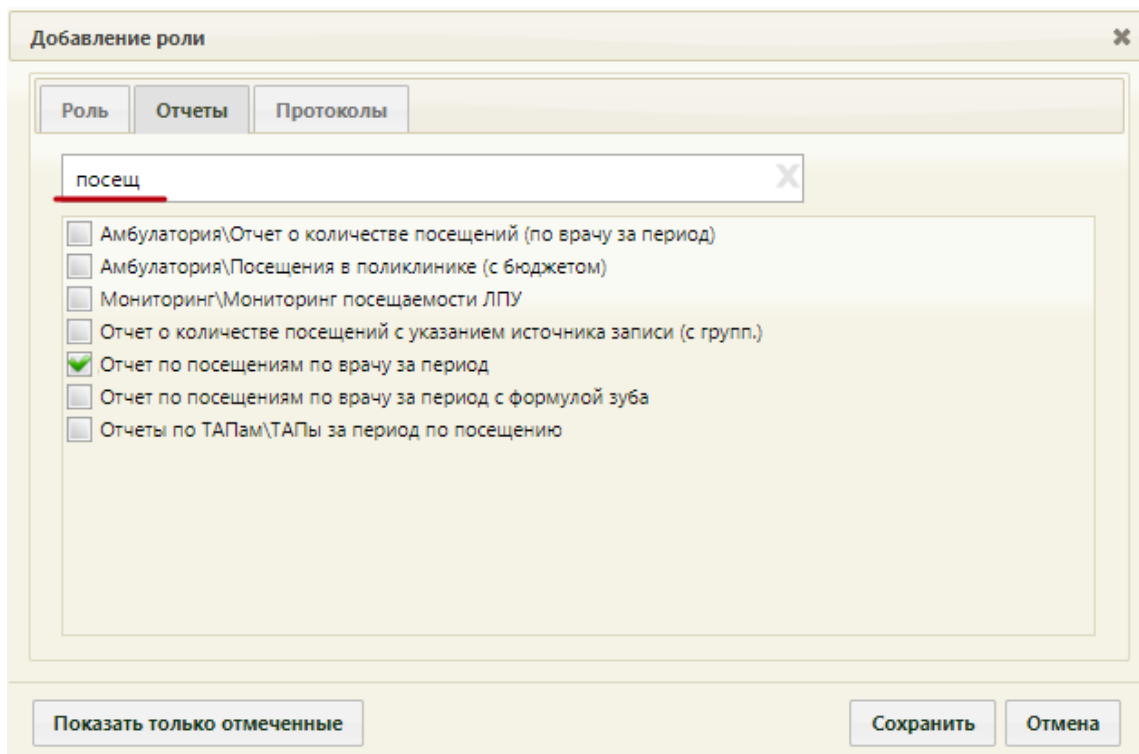 Добавление роли
Роль Отчеты Протоколы
посещ
Амбулатория\Отчет о количестве посещений (по врачу за период)
Амбулатория\Посещения в поликлинике (с бюджетом)
Мониторинг\Мониторинг посещаемости ЛПУ
Отчет о количестве посещений с указанием источника записи (с групп.)
Отчет по посещениям по врачу за период
Отчет по посещениям по врачу за период с формулой зуба
Отчеты по ТАПам\ТАПы за период по посещению
Показать только отмеченные Сохранить Отмена